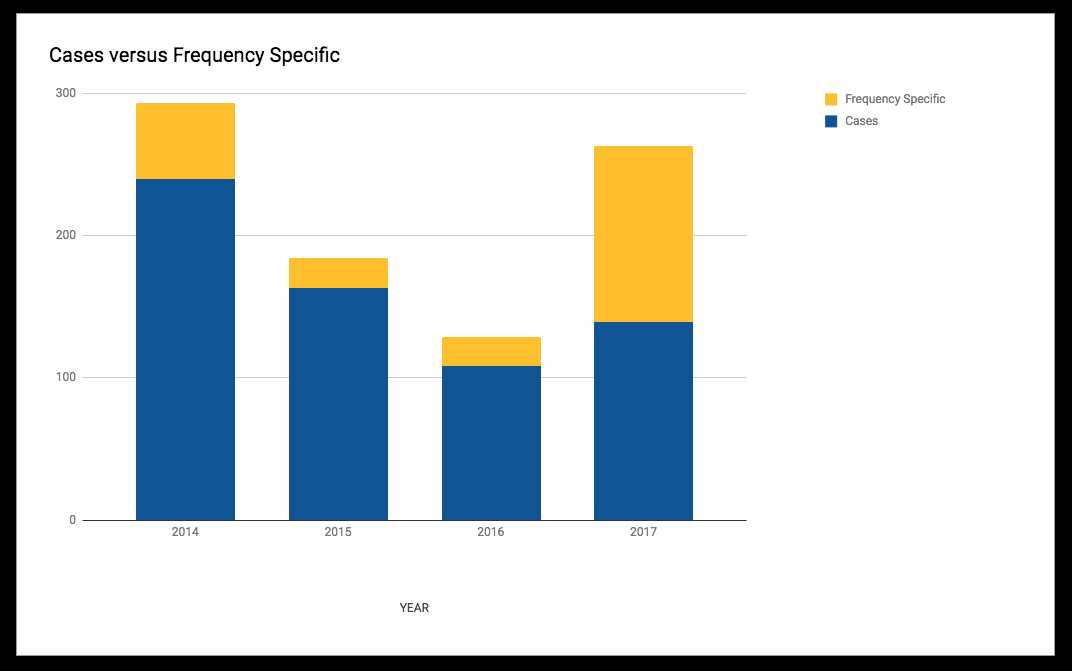 Cases versus Frequency Specific
300
200
100
0
Frequency Specific
Cases
2014 2015 2016 2017
YEAR